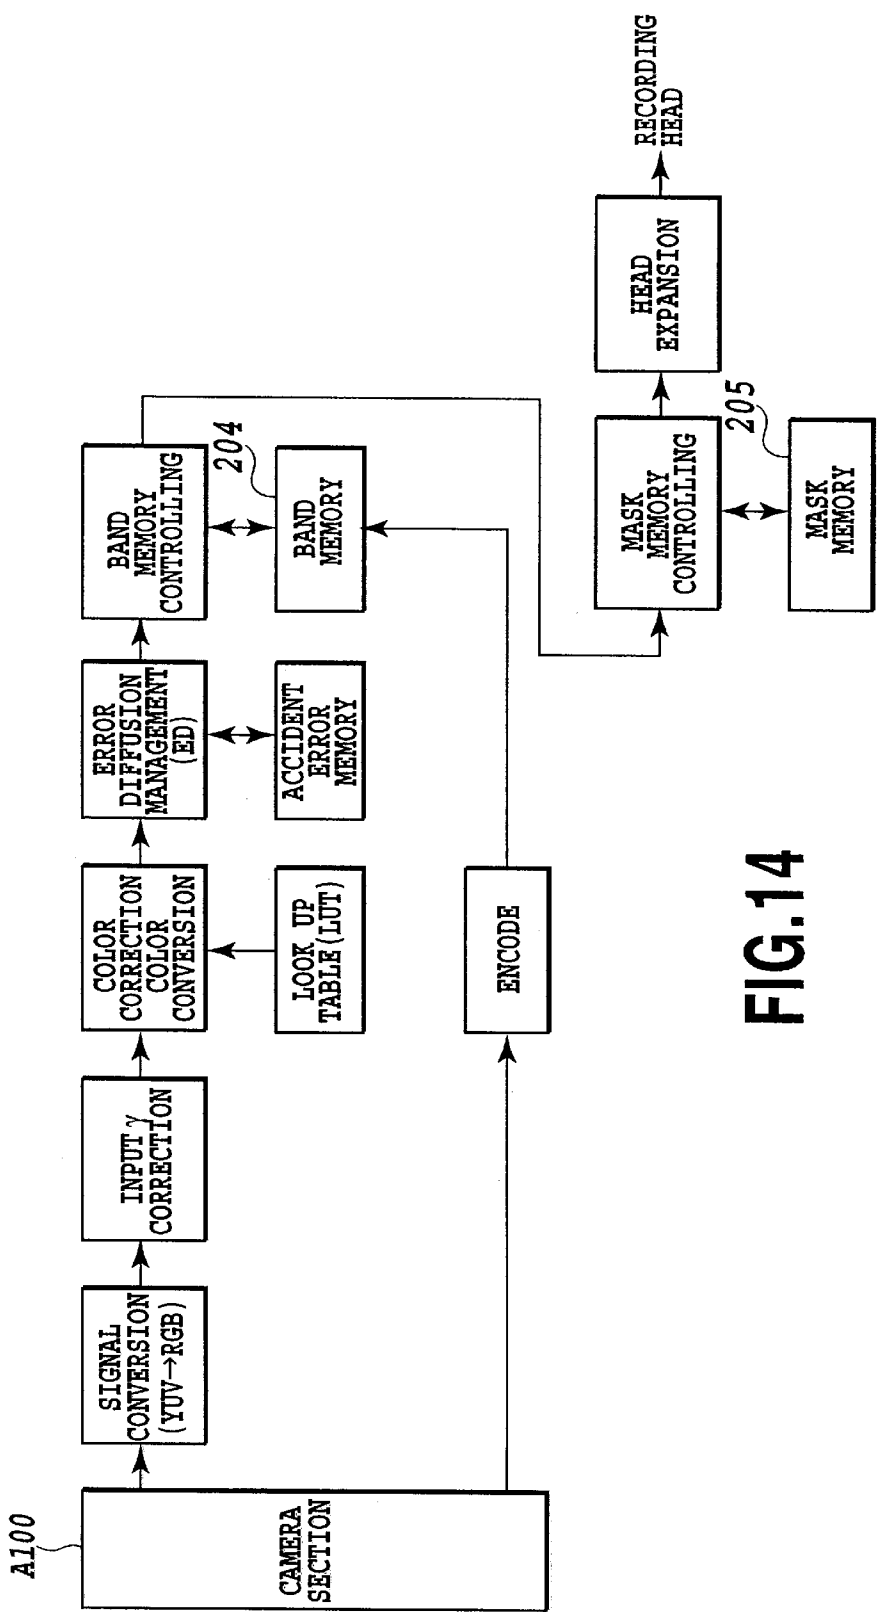 A100
CAMERA
SECTION
SIGNAL
CONVERSION
(YUV→RGB)
INPUT γ
CORRECTION
COLOR
CORRECTION
COLOR
CONVERSION
LOOK UP
TABLE(LUT)
ERROR
DIFFUSION
MANAGEMENT
(ED)
ACCIDENT
ERROR
MEMORY
BAND
MEMORY
CONTROLLING
204
BAND
MEMORY
ENCODE
MASK
MEMORY
CONTROLLING
205
MASK
MEMORY
HEAD
EXPANSION
RECORDING
HEAD
FIG.14